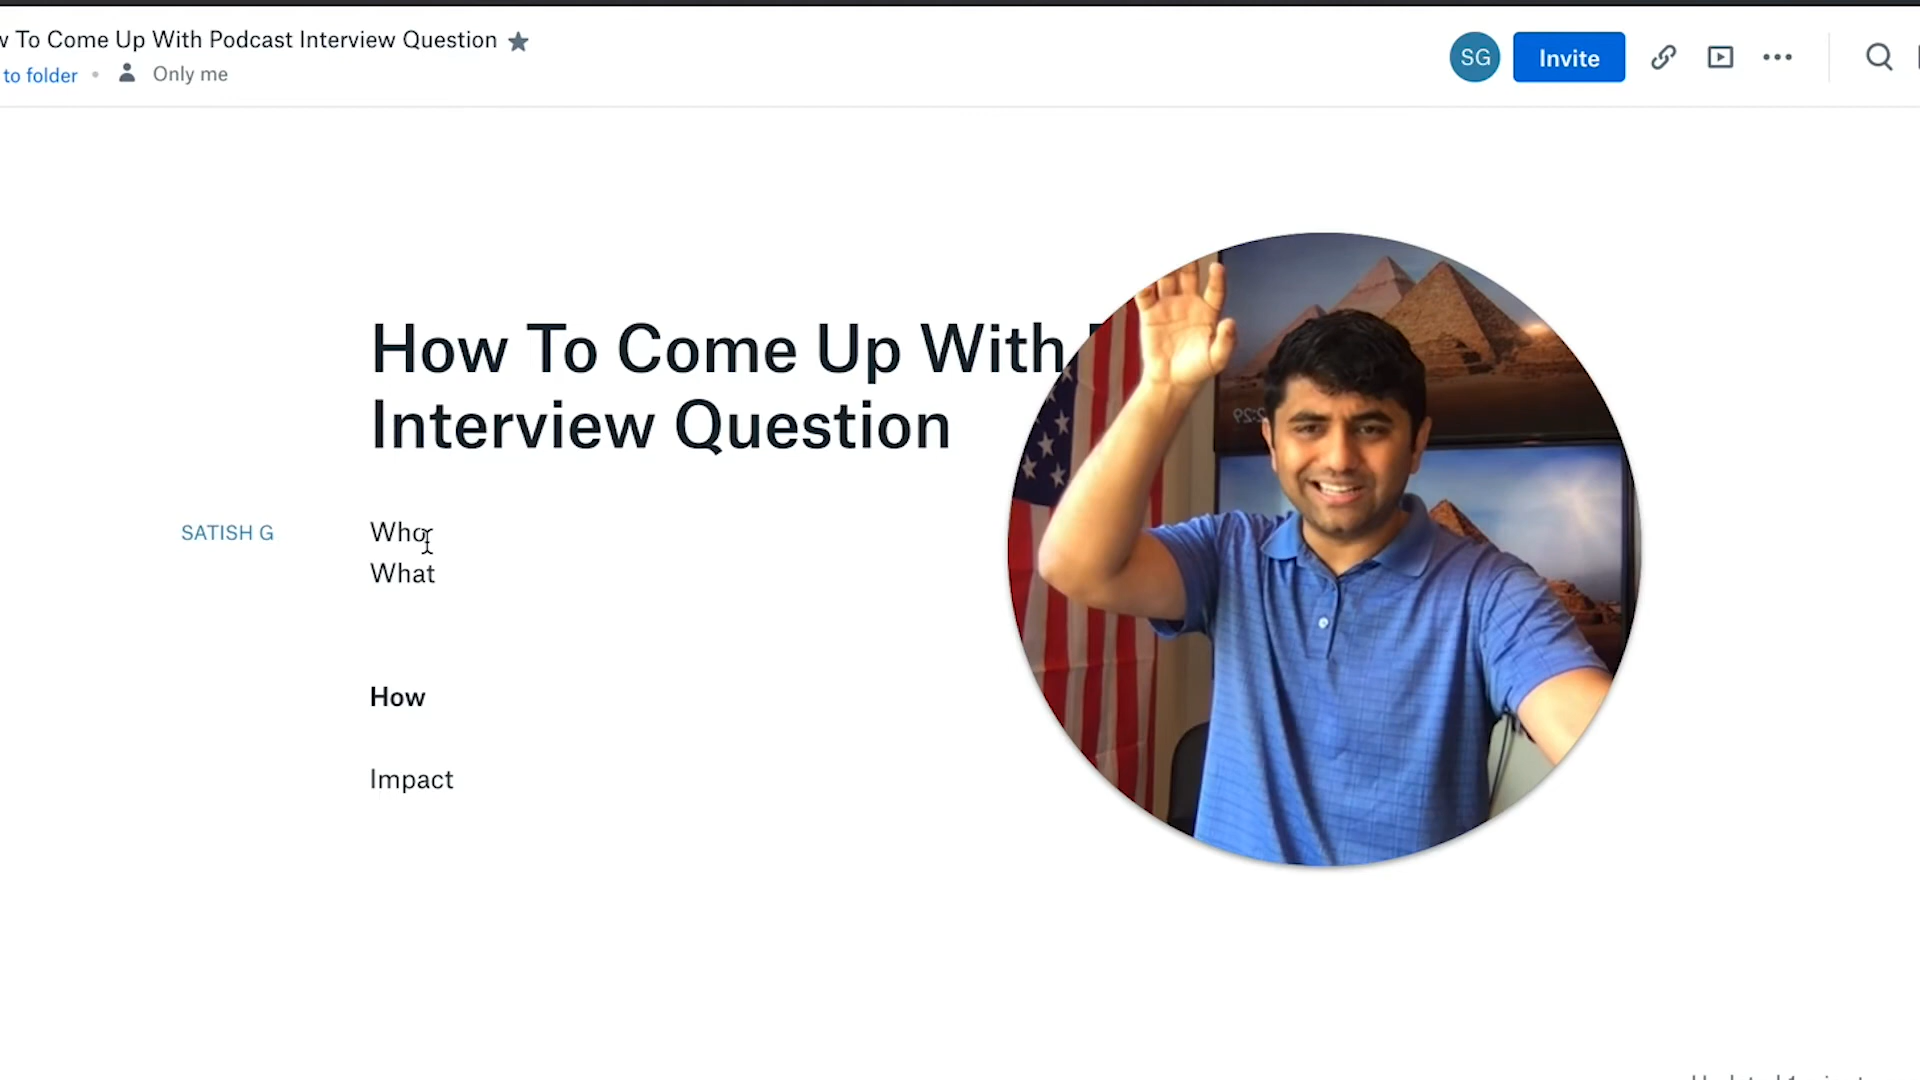 w To Come Up With Podcast Interview Question
to folder • Only me
SG
Invite
How To Come Up With
Interview Question
SATISH G
Who
What
How
Impact